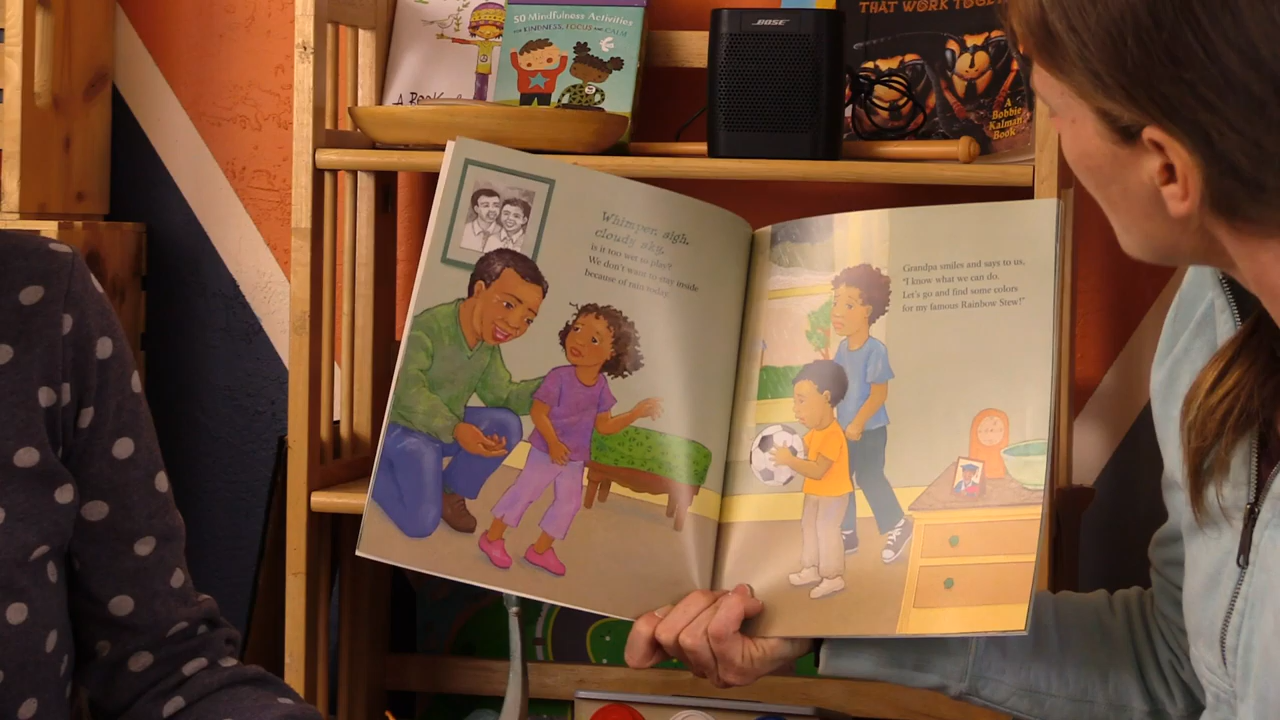 50 Mindfulness Activities
FOR KINDNESS, FOCUS AND CALM
BOSE
THAT WORK TOGET
A
Bobbie
Kalman
Book
Whimper, sigh,
cloudy sky,
is it too wet to play?
We don't want to stay inside
because of rain today.
Grandpa smiles and says to us,
"I know what we can do.
Let's go and find some colors
for my famous Rainbow Stew!"